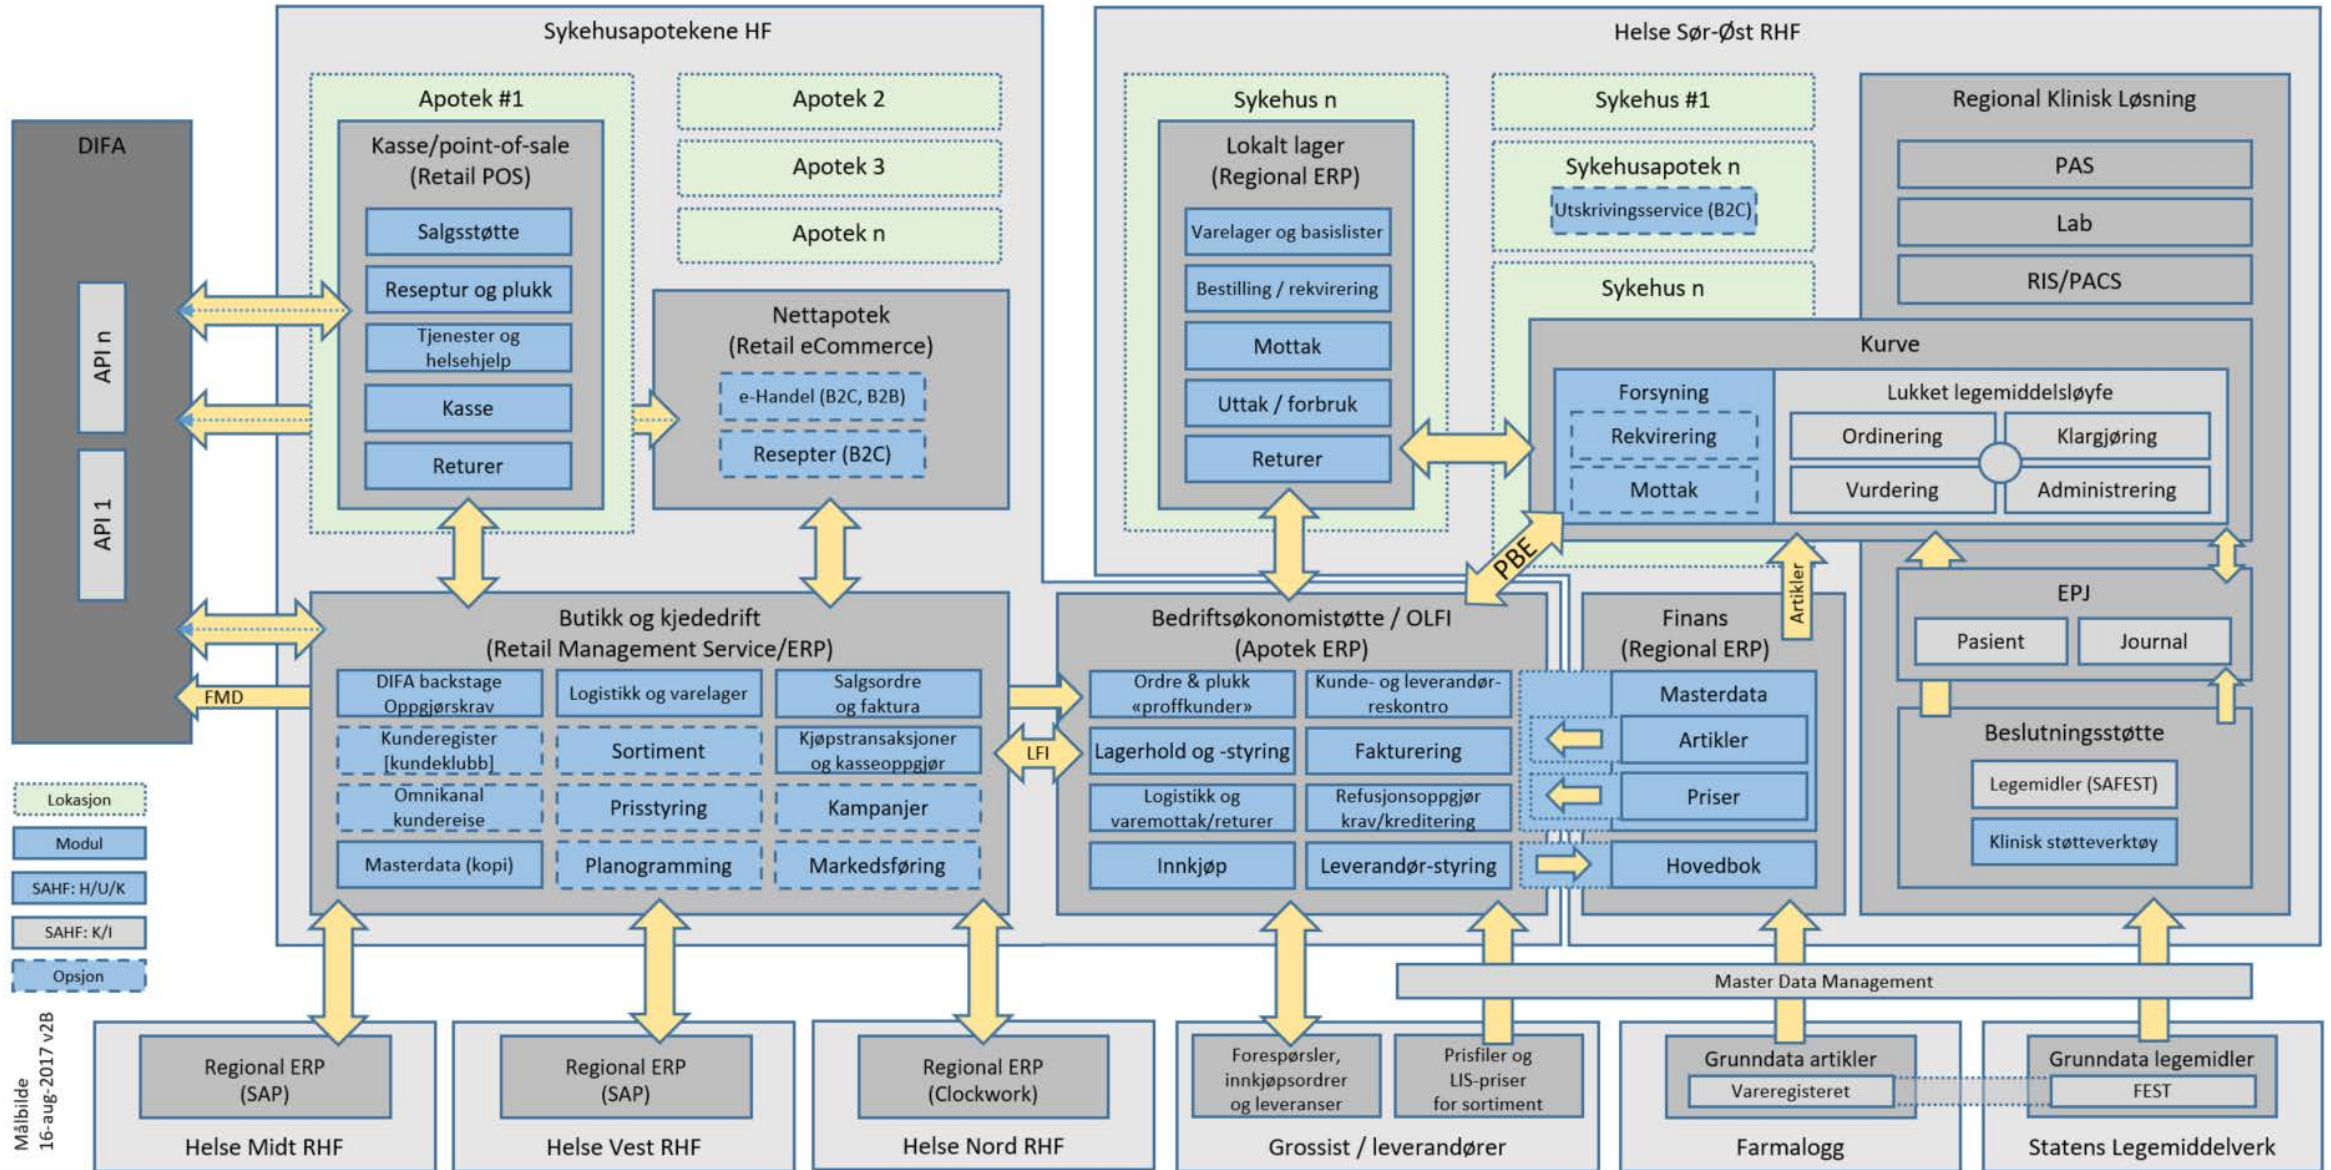 Sykehusapotekene HF
Helse Sør-Øst RHF
DIFA
API n
API 1
Apotek #1
Kasse/point-of-sale
(Retail POS)
Salgsstøtte
Reseptur og plukk
Tjenester og
helsehjelp
Kasse
Returer
Apotek 2
Apotek 3
Apotek n
Nettapotek
(Retail eCommerce)
e-Handel (B2C, B2B)
Resepter (B2C)
Sykehus n
Lokalt lager
(Regional ERP)
Varelager og basislister
Bestilling / rekvirering
Mottak
Uttak / forbruk
Returer
Sykehus #1
Sykehusapotek n
Utskrivingsservice (B2C)
Sykehus n
Regional Klinisk Løsning
PAS
Lab
RIS/PACS
Kurve
Forsyning
Rekvirering
Mottak
Lukket legemiddelsløyfe
Ordinering
Klargjøring
Vurdering
Administrering
PBE
Artikler
EPJ
Pasient
Journal
Beslutningsstøtte
Legemidler (SAFEST)
Klinisk støtteverktøy
FMD
Butikk og kjededrift
(Retail Management Service/ERP)
DIFA backstage
Oppgjørskrav
Logistikk og varelager
Salgsordre
og faktura
Kunderegister
[kundeklubb]
Sortiment
Kjøpstransaksjoner
og kasseoppgjør
Omnikanal
kundereise
Prisstyring
Kampanjer
Masterdata (kopi)
Planogramming
Markedsføring
LFI
Bedriftsøkonomistøtte / OLFI
(Apotek ERP)
Ordre & plukk
«proffkunder»
Kunde- og leverandør-
reskontro
Lagerhold og -styring
Fakturering
Logistikk og
varemottak/returer
Refusjonsoppgjør
krav/kreditering
Innkjøp
Leverandør-styring
Finans
(Regional ERP)
Masterdata
Artikler
Priser
Hovedbok
Lokasjon
Modul
SAHF: H/U/K
SAHF: K/I
Opsjon
Master Data Management
Målbilde
16-aug-2017 v2B
Regional ERP
(SAP)
Helse Midt RHF
Regional ERP
(SAP)
Helse Vest RHF
Regional ERP
(Clockwork)
Helse Nord RHF
Forespørsler,
innkjøpsordrer
og leveranser
Prisfiler og
LIS-priser
for sortiment
Grossist / leverandører
Grunndata artikler
Vareregisteret
Farmalogg
Grunndata legemidler
FEST
Statens Legemiddelverk